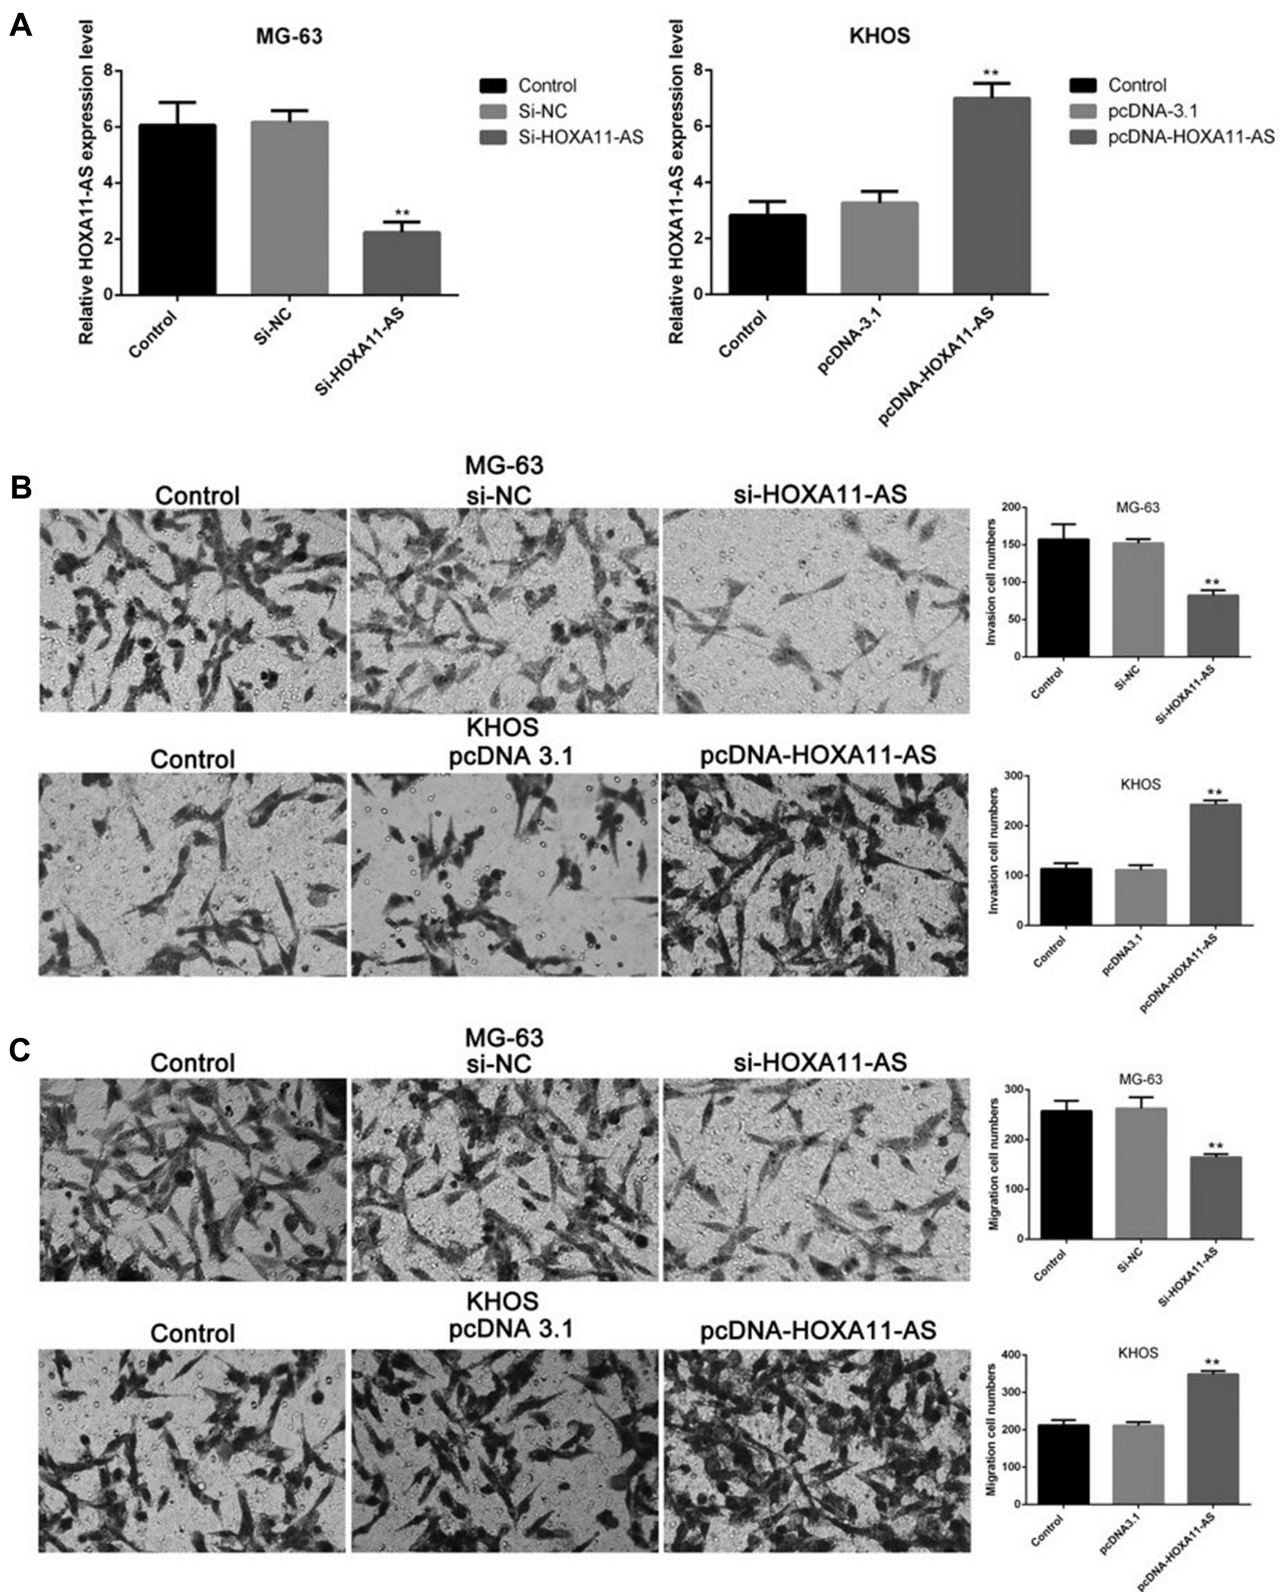 A
MG-63
Relative HOXA11-AS expression level
8
6
4
2
0
**
Control
Si-NC
Si-HOXA11-AS
Control
Si-NC
Si-HOXA11-AS
KHOS
Relative HOXA11-AS expression level
8
6
4
2
0
**
Control
pcDNA-3.1
pcDNA-HOXA11-AS
Control
pcDNA-3.1
pcDNA-HOXA11-AS
B
MG-63
Control
si-NC
si-HOXA11-AS
MG-63
Invasion cell numbers
200
150
100
50
0
**
Control
Si-NC
Si-HOXA11-AS
KHOS
Control
pcDNA 3.1
pcDNA-HOXA11-AS
KHOS
Invasion cell numbers
300
200
100
0
**
Control
pcDNA3.1
pcDNA-HOXA11-AS
C
MG-63
Control
si-NC
si-HOXA11-AS
MG-63
Migration cell numbers
300
200
100
0
**
Control
Si-NC
Si-HOXA11-AS
KHOS
Control
pcDNA 3.1
pcDNA-HOXA11-AS
KHOS
Migration cell numbers
400
300
200
100
0
**
Control
pcDNA3.1
pcDNA-HOXA11-AS